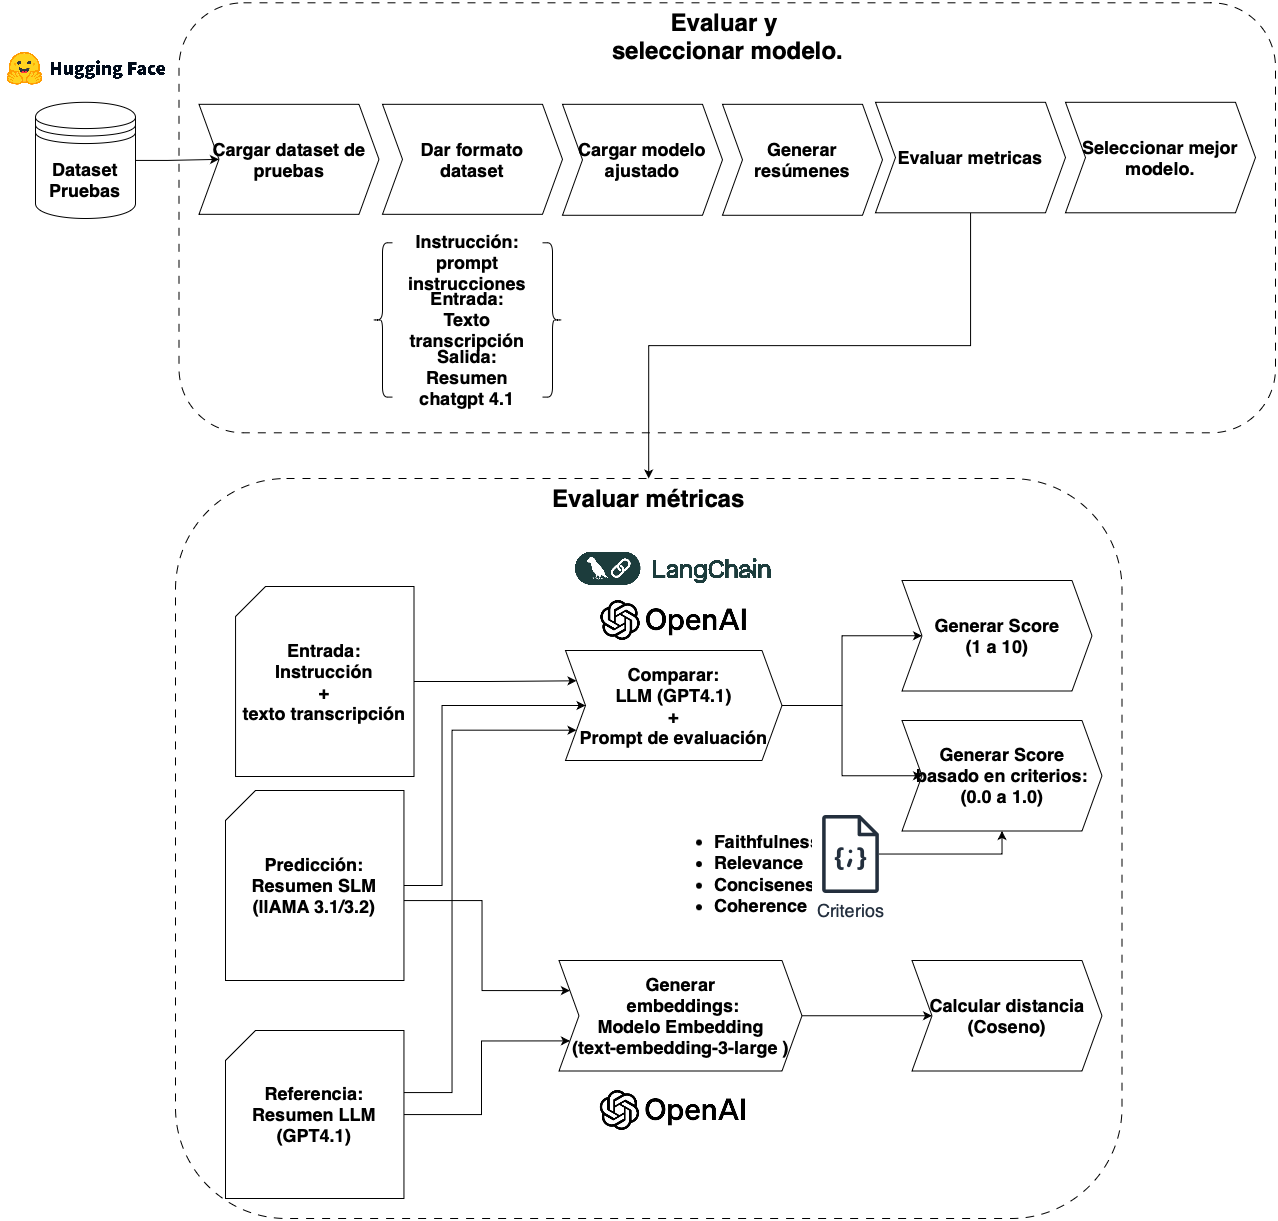 Evaluar y
seleccionar modelo.
Hugging Face
Dataset
Pruebas
Cargar dataset de
pruebas
Dar formato
dataset
Cargar modelo
ajustado
Generar
resúmenes
Evaluar metricas
Seleccionar mejor
modelo.
Instrucción:
prompt
instrucciones
Entrada:
Texto
transcripción
Salida:
Resumen
chatgpt 4.1
Evaluar métricas
LangChain
OpenAI
Entrada:
Instrucción
+
texto transcripción
Comparar:
LLM (GPT4.1)
+
Prompt de evaluación
Generar Score
(1 a 10)
Generar Score
basado en criterios:
(0.0 a 1.0)
• Faithfulness
• Relevance
• Concisenes
• Coherence
{;}
Criterios
Predicción:
Resumen SLM
(llAMA 3.1/3.2)
Generar
embeddings:
Modelo Embedding
(text-embedding-3-large )
Calcular distancia
(Coseno)
Referencia:
Resumen LLM
(GPT4.1)
OpenAI